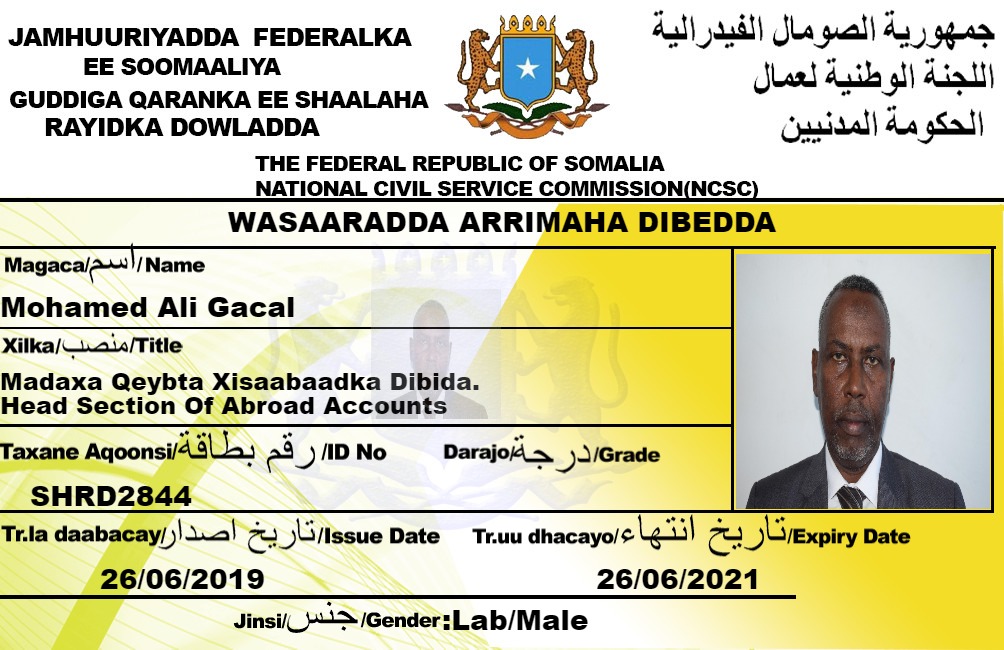 JAMHUURIYADDA FEDERALKA
EE SOOMAALIYA
GUDDIGA QARANKA EE SHAALAHA
RAYIDKA DOWLADDA
جمهورية الصومال الفيدرالية
اللجنة الوطنية لعمال
الحكومة المدنيين
THE FEDERAL REPUBLIC OF SOMALIA
NATIONAL CIVIL SERVICE COMMISSION(NCSC)
WASAARADDA ARRIMAHA DIBEDDA
Magaca/اسم/Name
Mohamed Ali Gacal
Xilka/منصب/Title
Madaxa Qeybta Xisaabaadka Dibida.
Head Section Of Abroad Accounts
Taxane Aqoonsi/رقم بطاقة/ID No
Darajo/درجة/Grade
SHRD2844
Tr.la daabacay/تاريخ اصدار/Issue Date
Tr.uu dhacayo/تاريخ انتهاء/Expiry Date
26/06/2019
26/06/2021
Jinsi/جنس/Gender:Lab/Male